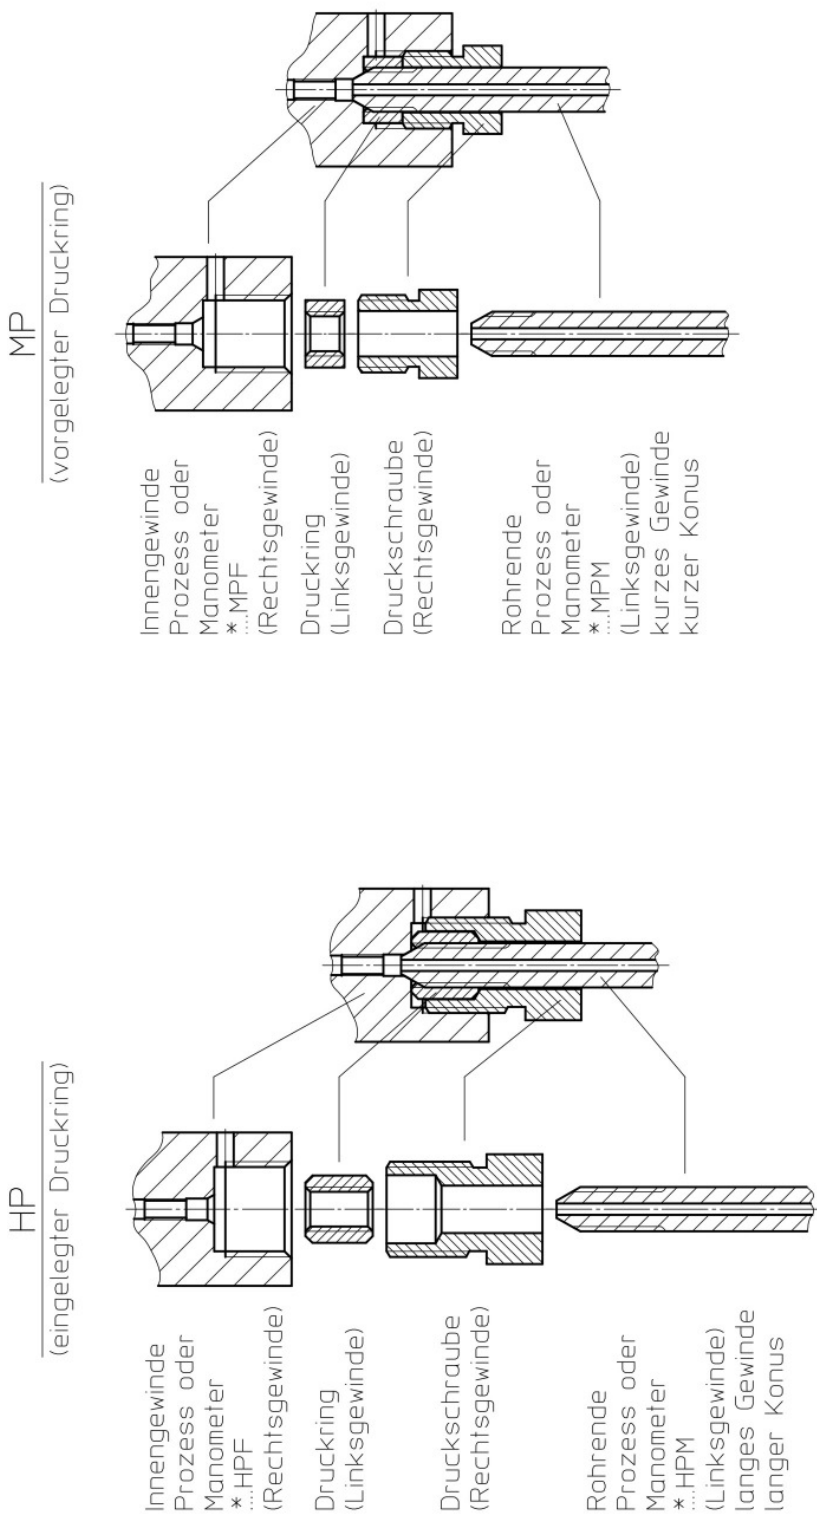 HP
(eingelegter Druckring)
Innengewinde
Prozess oder
Manometer
*....HPF
(Rechtsgewinde)
Druckring
(Linksgewinde)
Druckschraube
(Rechtsgewinde)
Rohrende
Prozess oder
Manometer
*....HPM
(Linksgewinde)
langes Gewinde
langer Konus
MP
(vorgelegter Druckring)
Innengewinde
Prozess oder
Manometer
*....MPF
(Rechtsgewinde)
Druckring
(Linksgewinde)
Druckschraube
(Rechtsgewinde)
Rohrende
Prozess oder
Manometer
*....MPM
(Linksgewinde)
kurzes Gewinde
kurzer Konus